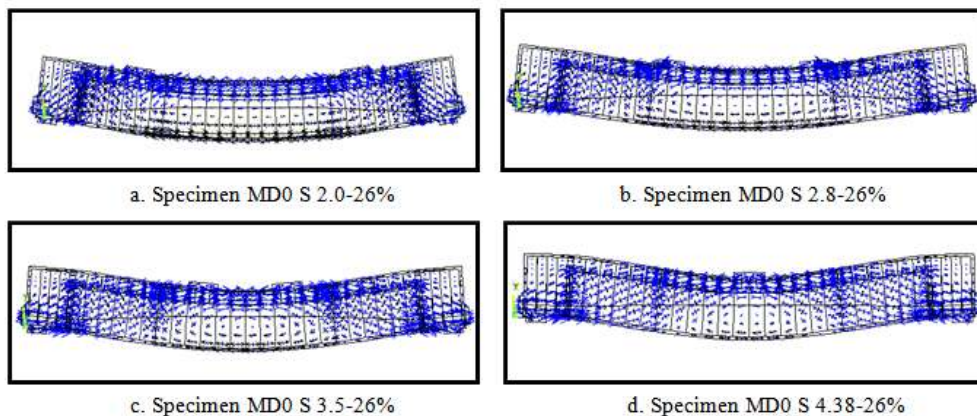 a. Specimen MD0 S 2.0-26%
b. Specimen MD0 S 2.8-26%
c. Specimen MD0 S 3.5-26%
d. Specimen MD0 S 4.38-26%